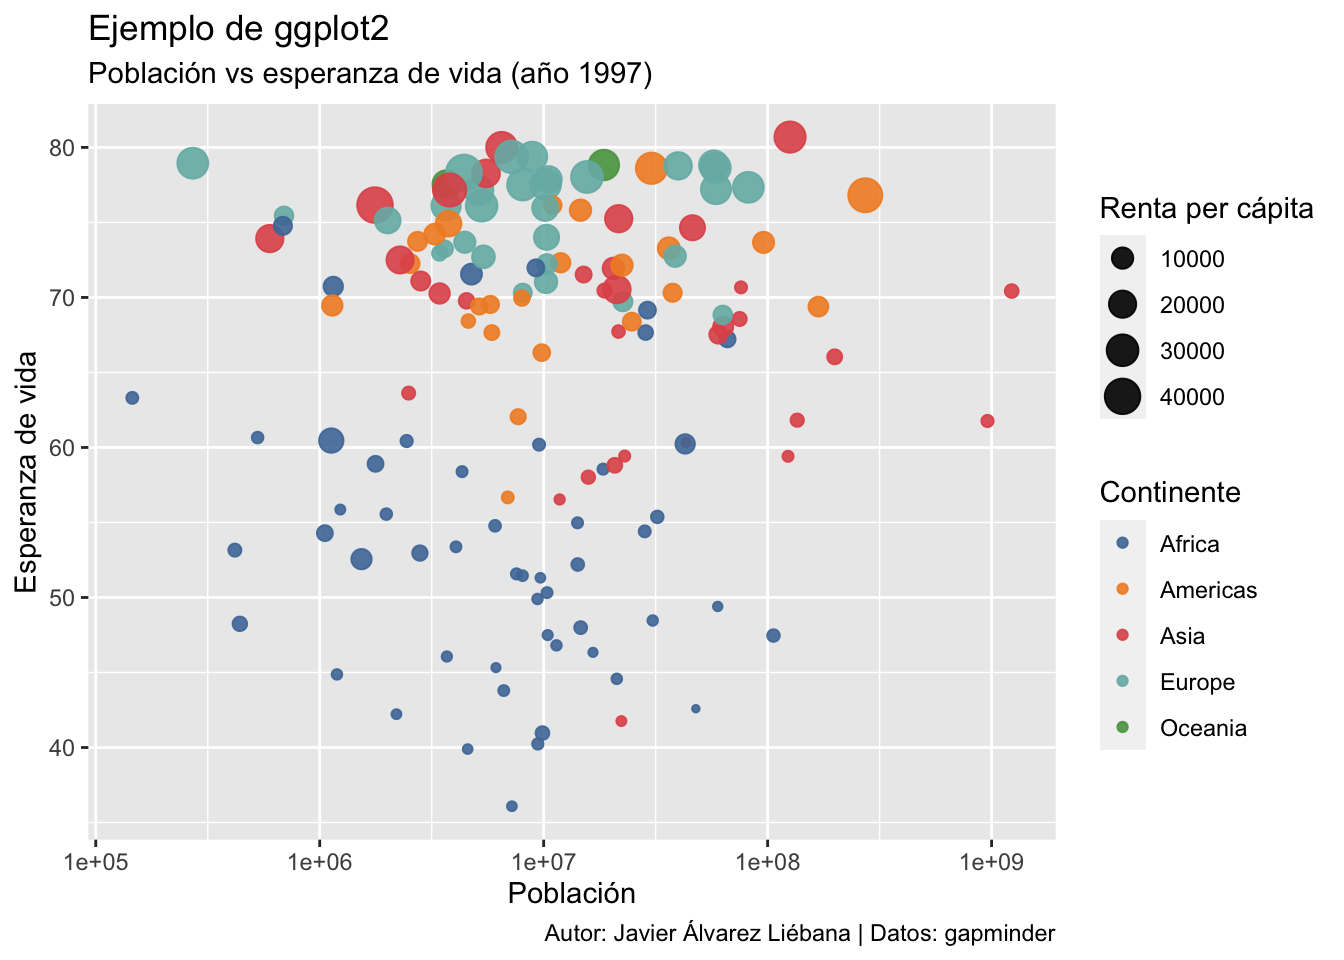 Ejemplo de ggplot2
Población vs esperanza de vida (año 1997)
Esperanza de vida
80
70
60
50
40
1e+05
1e+06
1e+07
1e+08
1e+09
Población
Renta per cápita
10000
20000
30000
40000
Continente
Africa
Americas
Asia
Europe
Oceania
Autor: Javier Álvarez Liébana | Datos: gapminder